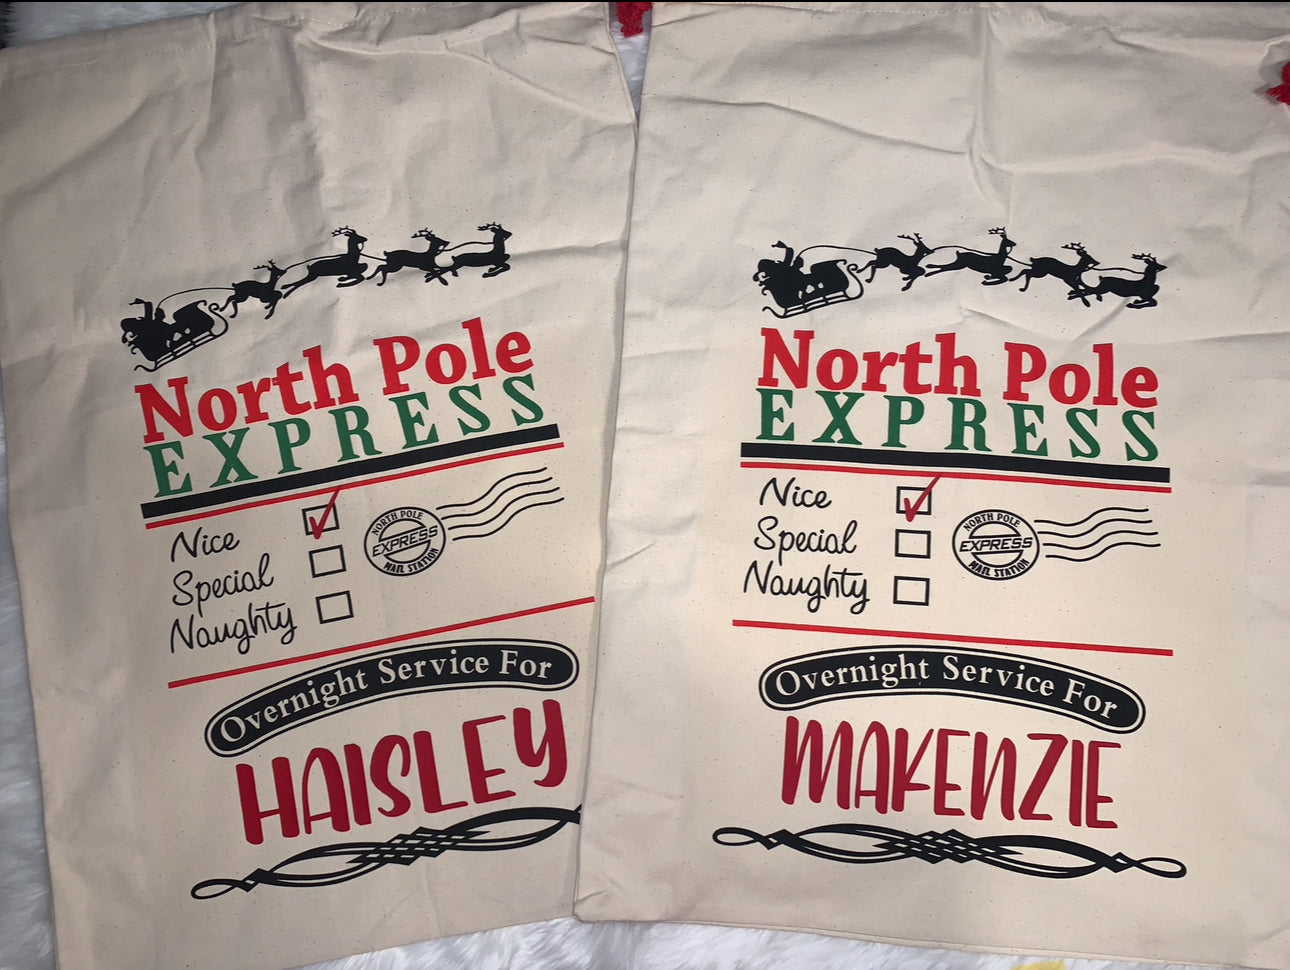 North Pole
EXPRESS
Nice
Special
Naughty
NORTH POLE
EXPRESS
MAIL STATION
Overnight Service For
HAISLEY
North Pole
EXPRESS
Nice
Special
Naughty
NORTH POLE
EXPRESS
MAIL STATION
Overnight Service For
MAKENZIE